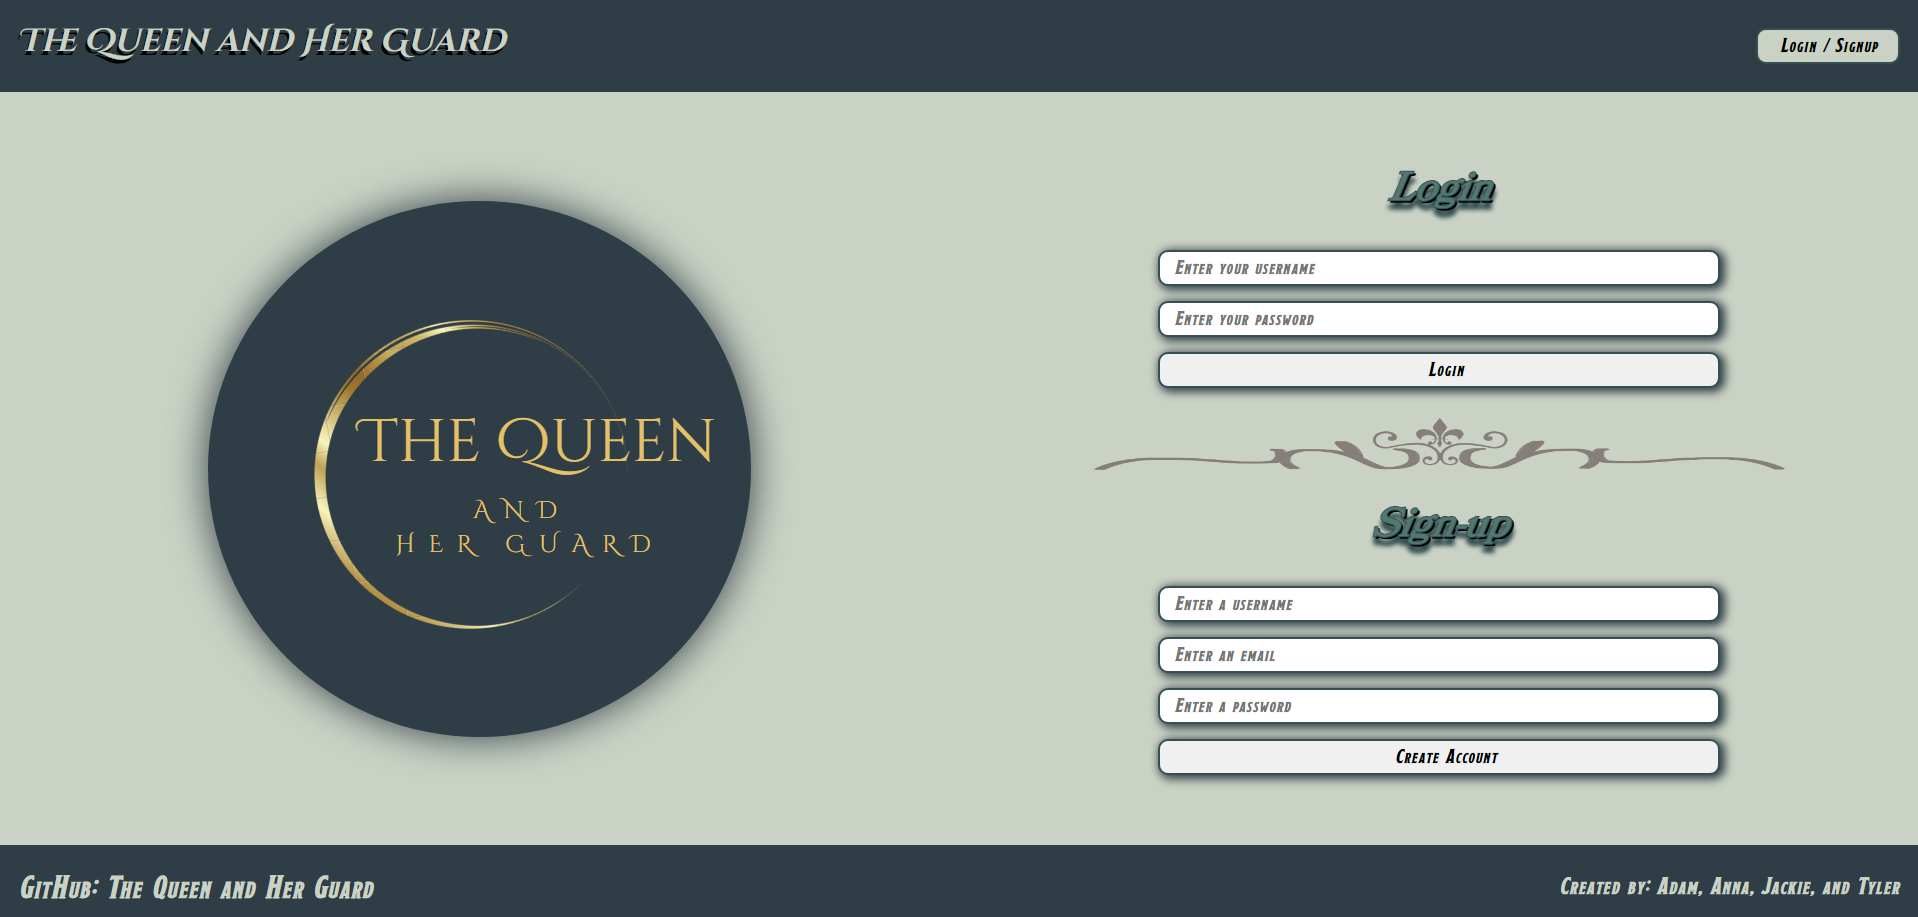 The Queen and Her Guard
Login / Signup
The Queen
and
Her Guard
Login
Enter your username
Enter your password
Login
Sign-up
Enter a username
Enter an email
Enter a password
Create Account
GitHub: The Queen and Her Guard
Created by: Adam, Anna, Jackie, and Tyler